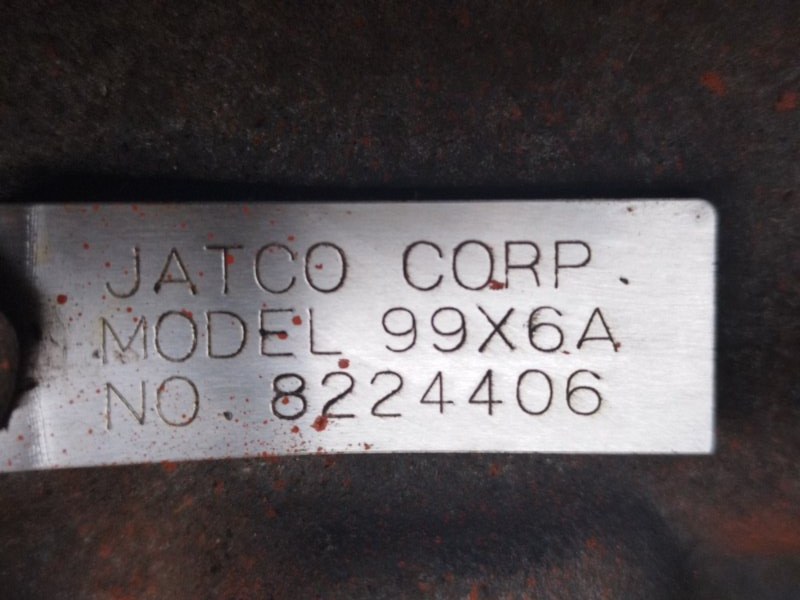 JATCO CORP.
MODEL 99X6A
NO 8224406